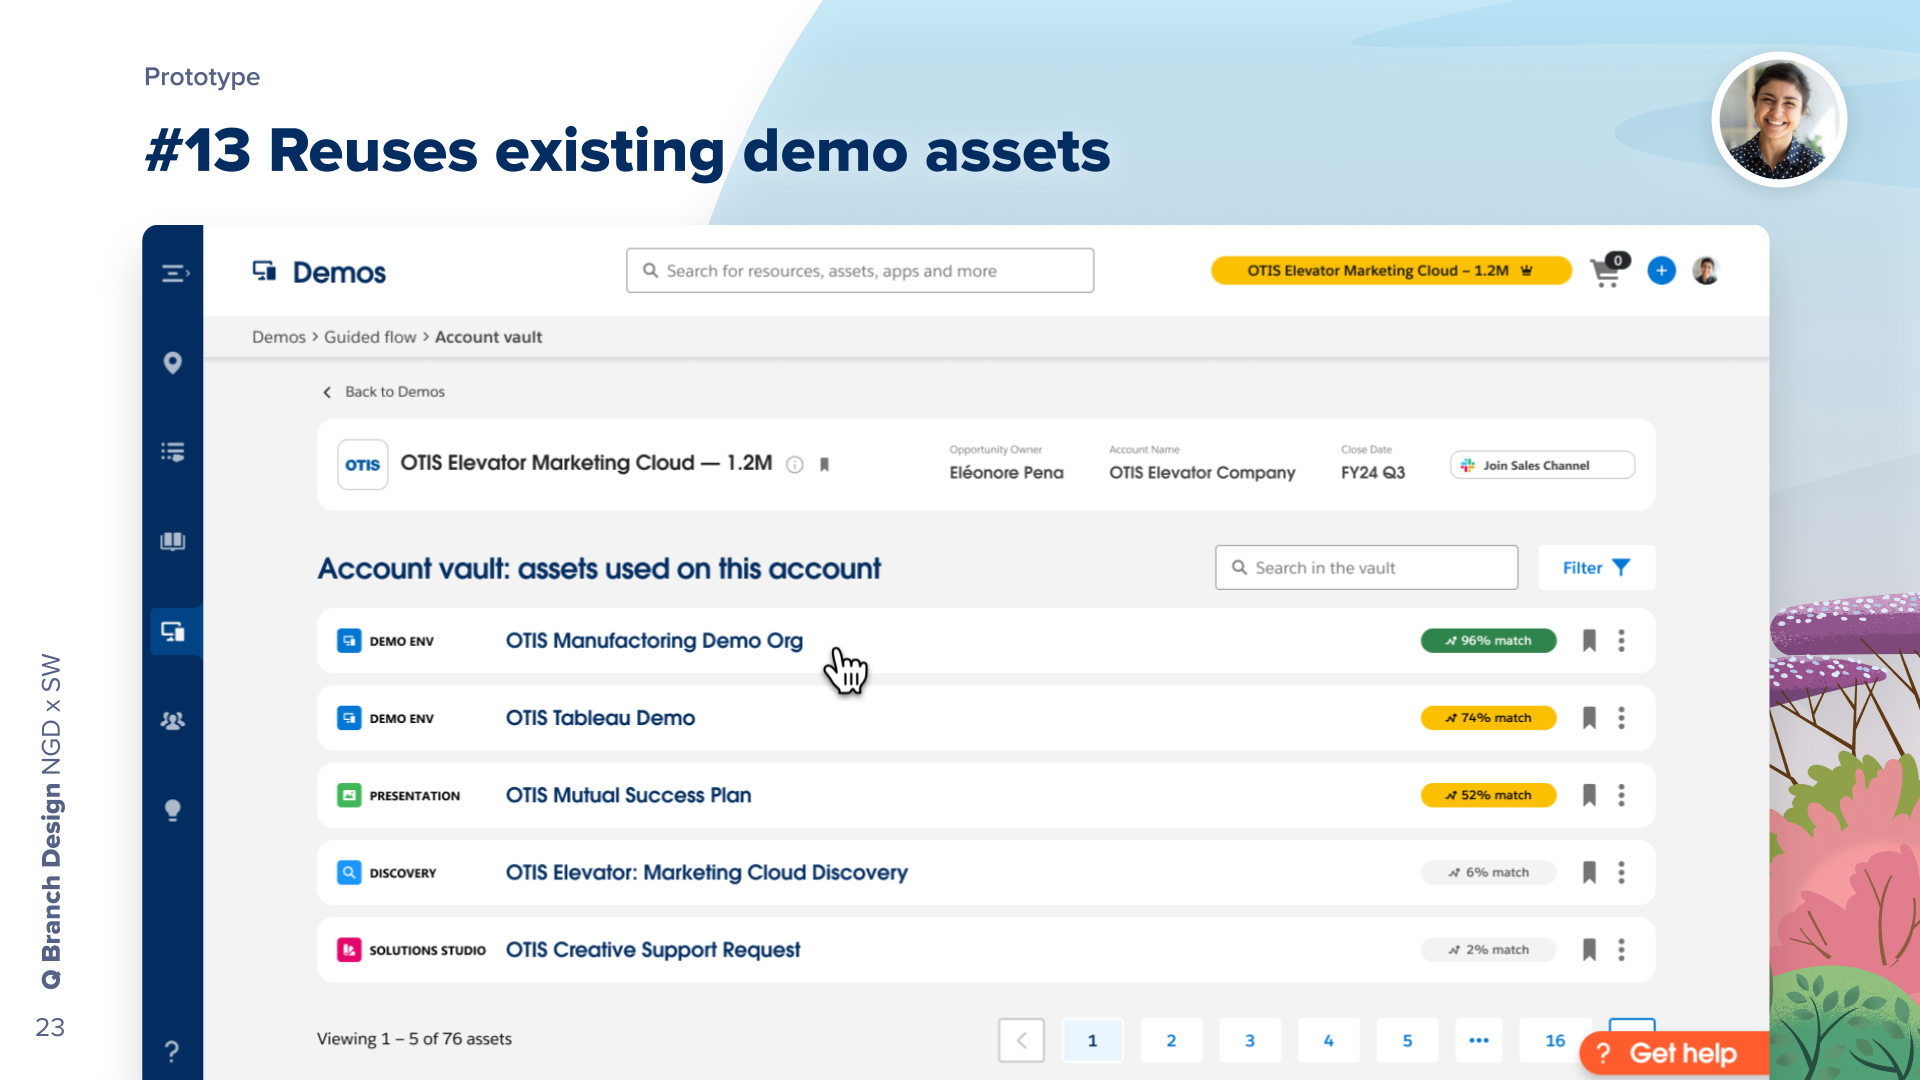 Prototype
#13 Reuses existing demo assets
Demos
Search for resources, assets, apps and more
OTIS Elevator Marketing Cloud – 1.2M
0
Demos > Guided flow > Account vault
Back to Demos
OTIS
OTIS Elevator Marketing Cloud — 1.2M
Opportunity Owner
Eléonore Pena
Account Name
OTIS Elevator Company
Close Date
FY24 Q3
Join Sales Channel
Account vault: assets used on this account
Search in the vault
Filter
DEMO ENV
OTIS Manufactoring Demo Org
96% match
DEMO ENV
OTIS Tableau Demo
74% match
PRESENTATION
OTIS Mutual Success Plan
52% match
DISCOVERY
OTIS Elevator: Marketing Cloud Discovery
6% match
SOLUTIONS STUDIO
OTIS Creative Support Request
2% match
Viewing 1 – 5 of 76 assets
1 2 3 4 5 ••• 16
? Get help
?
Q Branch Design NGD x SW
23